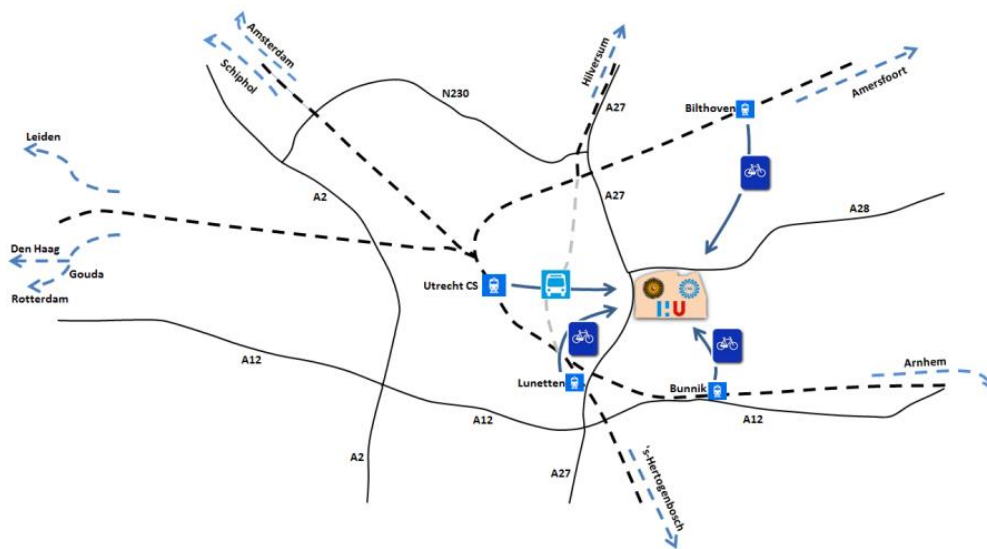 Amsterdam
Schiphol
Hilversum
N230
A27
Bilthoven
Amersfoort
Leiden
A2
A27
A28
Den Haag
Gouda
Rotterdam
Utrecht CS
HU
A12
Lunetten
Bunnik
Arnhem
A12
A12
A2
A27
's-Hertogenbosch